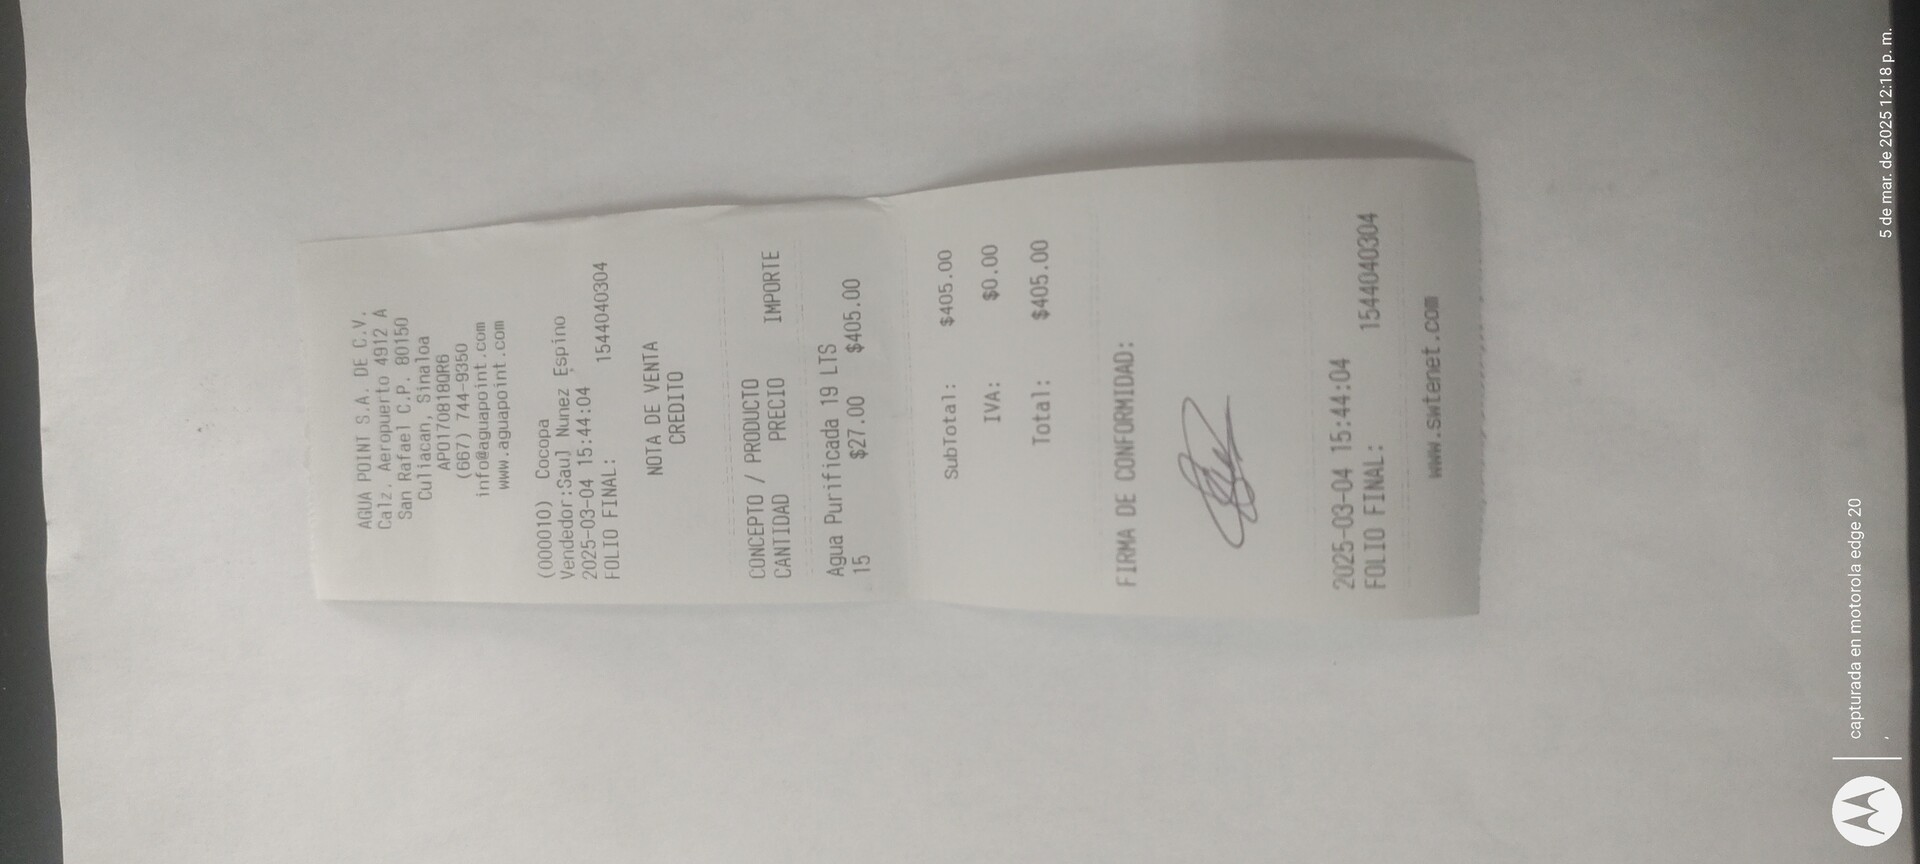 AGUA POINT S.A. DE C.V.
Calz. Aeropuerto 4912 A
San Rafael C.P. 80150
Culiacan, Sinaloa
APO170818QR6
(667) 744-9350
info@aguapoint.com
www.aguapoint.com
(000010) Cocopa
Vendedor:Saul Nunez Espino
2025-03-04 15:44:04
FOLIO FINAL: 1544040304
NOTA DE VENTA
CREDITO
CONCEPTO / PRODUCTO
CANTIDAD PRECIO IMPORTE
Agua Purificada 19 LTS
15 $27.00 $405.00
SubTotal: $405.00
IVA: $0.00
Total: $405.00
FIRMA DE CONFORMIDAD:
2025-03-04 15:44:04
FOLIO FINAL: 1544040304
www.swtenet.com
capturada en motorola edge 20
5 de mar. de 2025 12:18 p. m.